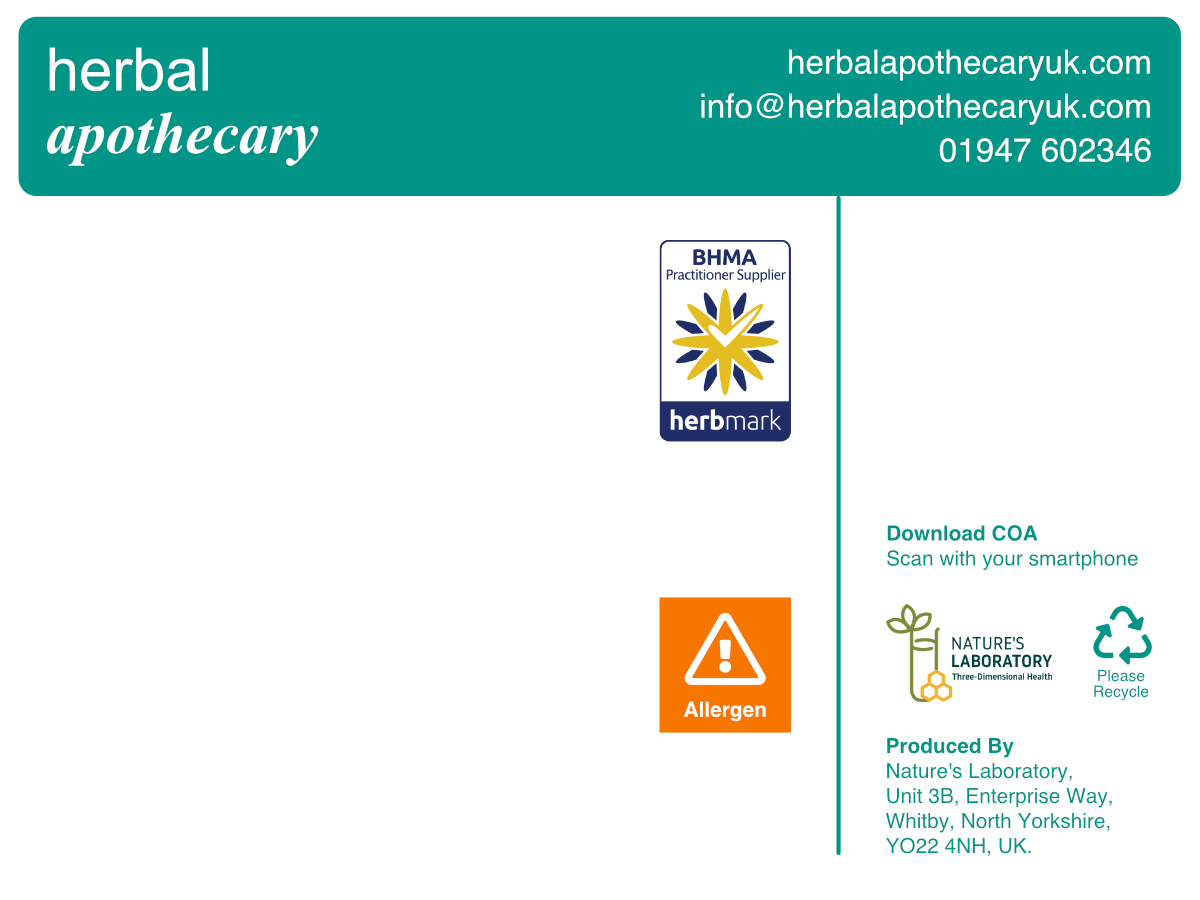 herbal
apothecary
herbalapothecaryuk.com
info@herbalapothecaryuk.com
01947 602346
BHMA
Practitioner Supplier
herbmark
Allergen
Download COA
Scan with your smartphone
NATURE'S
LABORATORY
Three-Dimensional Health
Please
Recycle
Produced By
Nature's Laboratory,
Unit 3B, Enterprise Way,
Whitby, North Yorkshire,
YO22 4NH, UK.